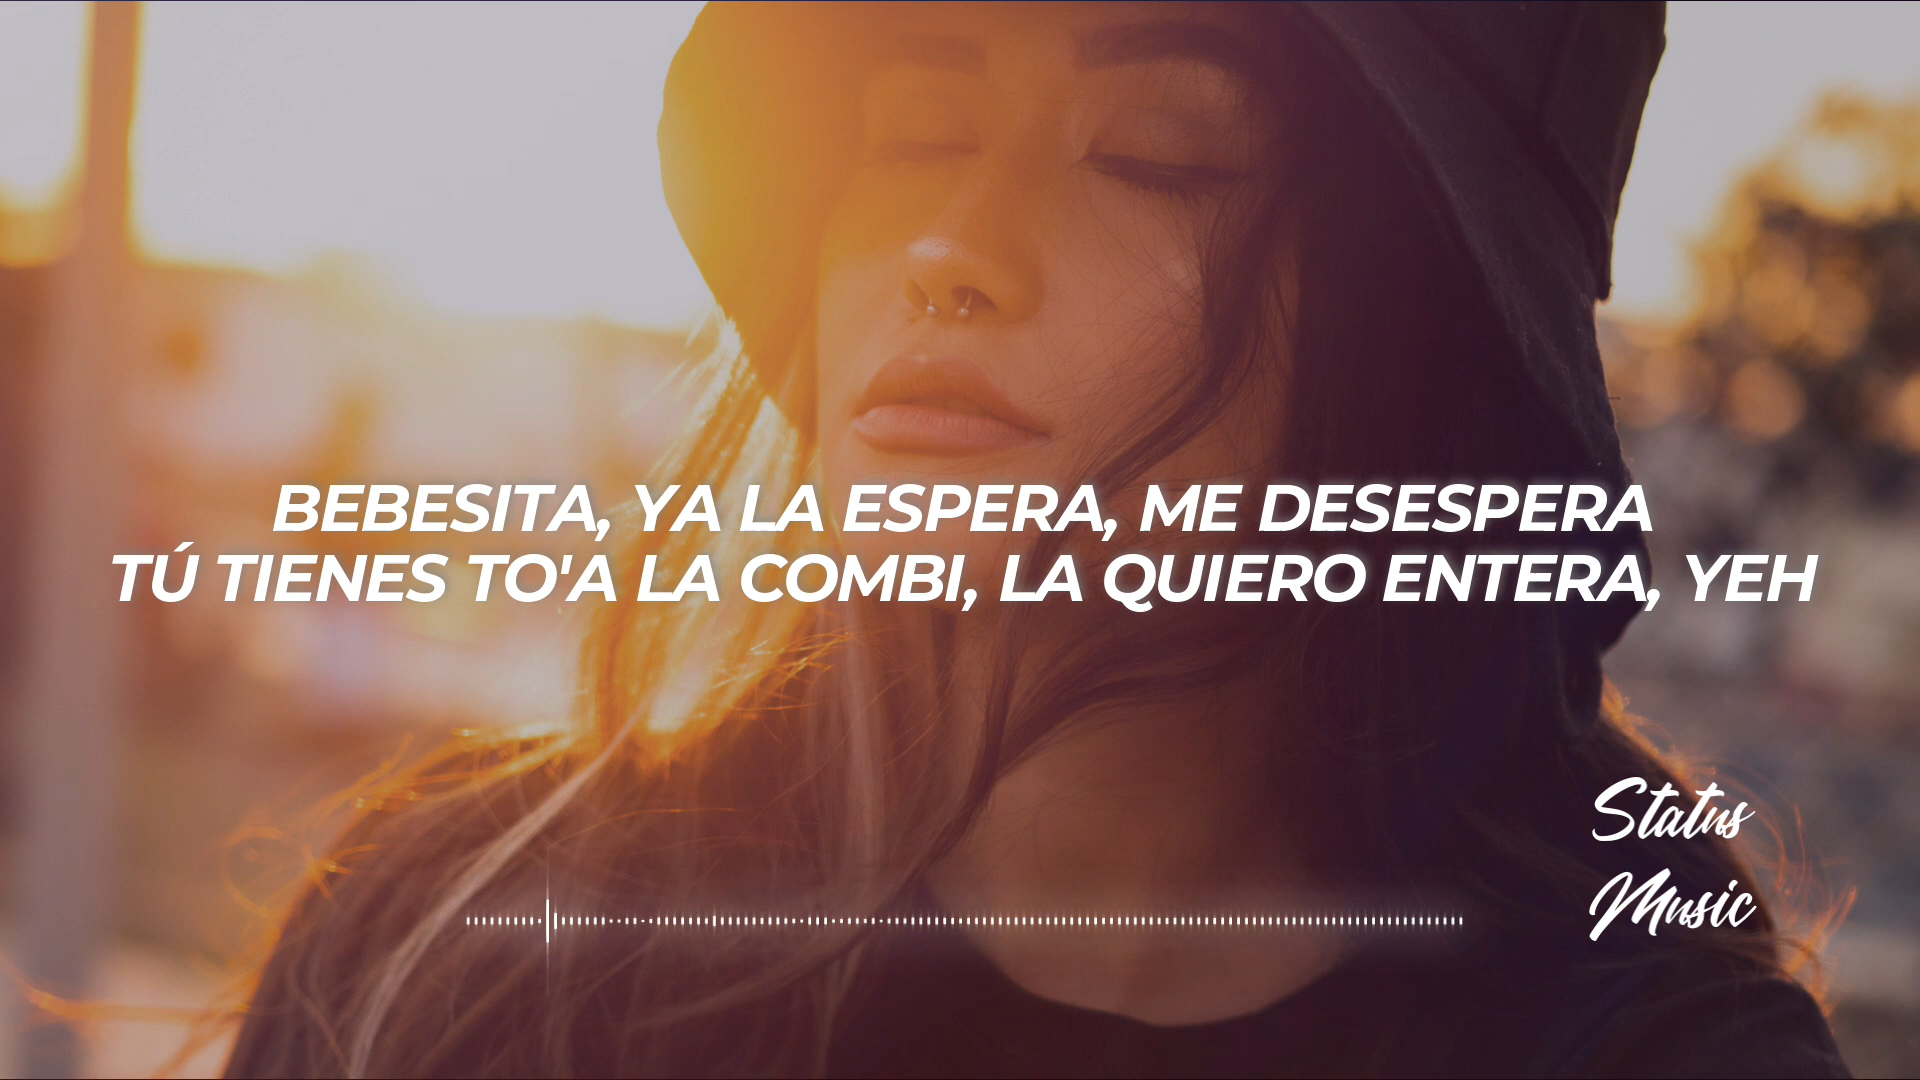 BEBESITA, YA LA ESPERA, ME DESESPERA
TÚ TIENES TO'A LA COMBI, LA QUIERO ENTERA, YEH
Status
Music